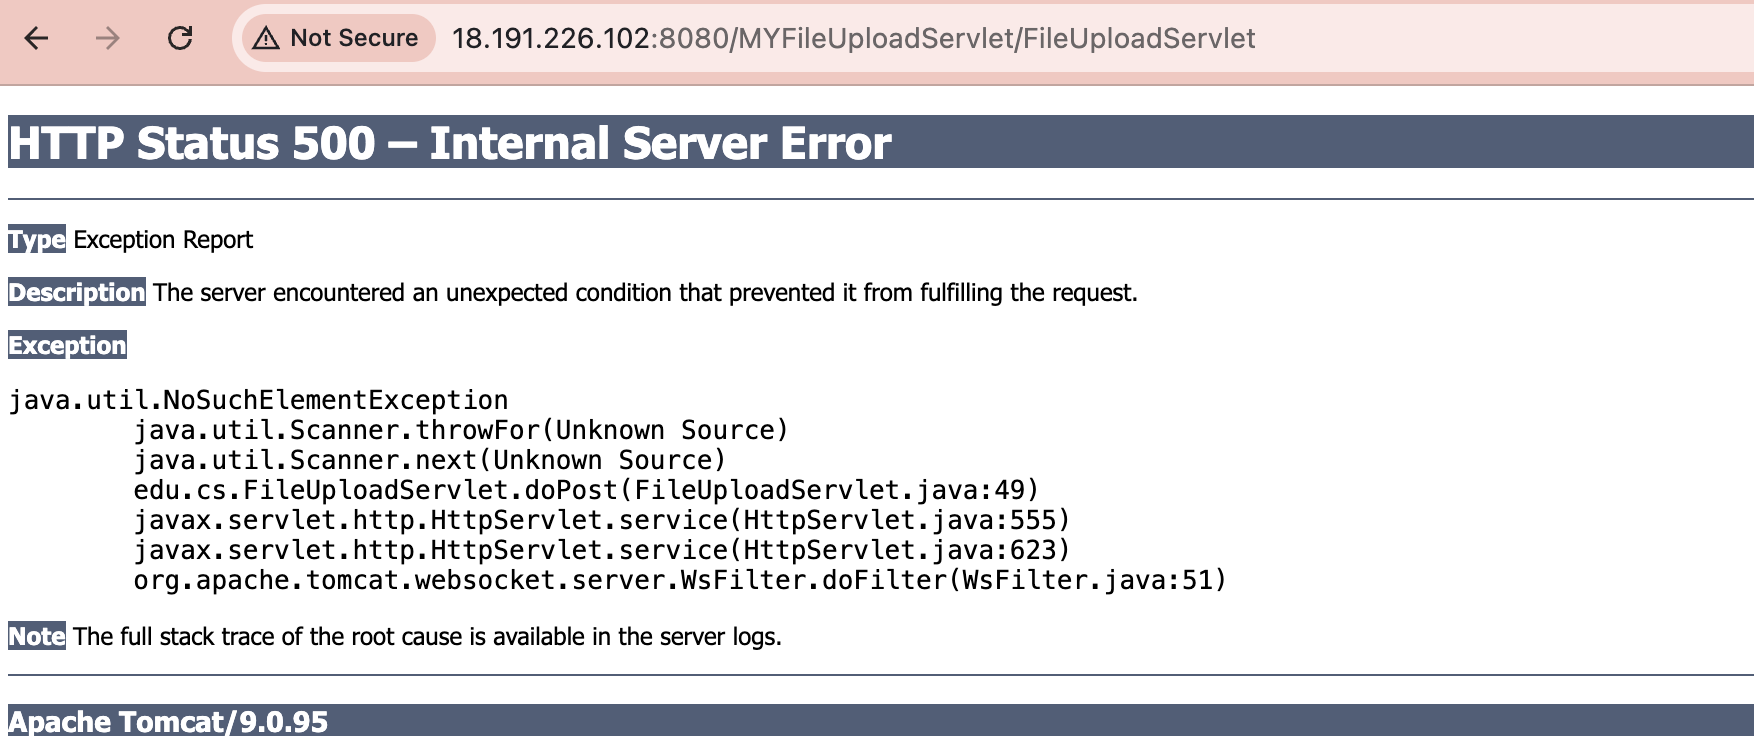 Not Secure 18.191.226.102:8080/MYFileUploadServlet/FileUploadServlet
HTTP Status 500 – Internal Server Error
Type Exception Report
Description The server encountered an unexpected condition that prevented it from fulfilling the request.
Exception
java.util.NoSuchElementException
java.util.Scanner.throwFor(Unknown Source)
java.util.Scanner.next(Unknown Source)
edu.cs.FileUploadServlet.doPost(FileUploadServlet.java:49)
javax.servlet.http.HttpServlet.service(HttpServlet.java:555)
javax.servlet.http.HttpServlet.service(HttpServlet.java:623)
org.apache.tomcat.websocket.server.WsFilter.doFilter(WsFilter.java:51)
Note The full stack trace of the root cause is available in the server logs.
Apache Tomcat/9.0.95